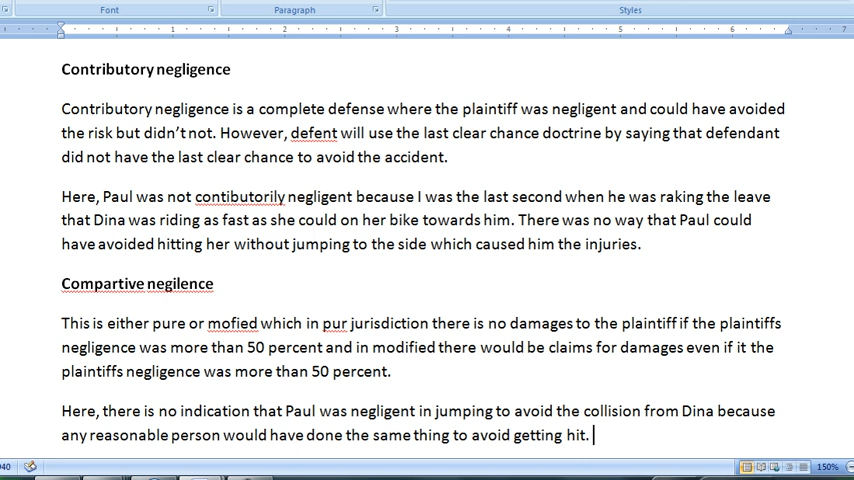 Font Paragraph Styles
1 2 3 4 5 6 7
Contributory negligence
Contributory negligence is a complete defense where the plaintiff was negligent and could have avoided
the risk but didn't not. However, defent will use the last clear chance doctrine by saying that defendant
did not have the last clear chance to avoid the accident.
Here, Paul was not contibutorily negligent because I was the last second when he was raking the leave
that Dina was riding as fast as she could on her bike towards him. There was no way that Paul could
have avoided hitting her without jumping to the side which caused him the injuries.
Compartive negilence
This is either pure or mofied which in pur jurisdiction there is no damages to the plaintiff if the plaintiffs
negligence was more than 50 percent and in modified there would be claims for damages even if it the
plaintiffs negligence was more than 50 percent.
Here, there is no indication that Paul was negligent in jumping to avoid the collision from Dina because
any reasonable person would have done the same thing to avoid getting hit.
940 150%